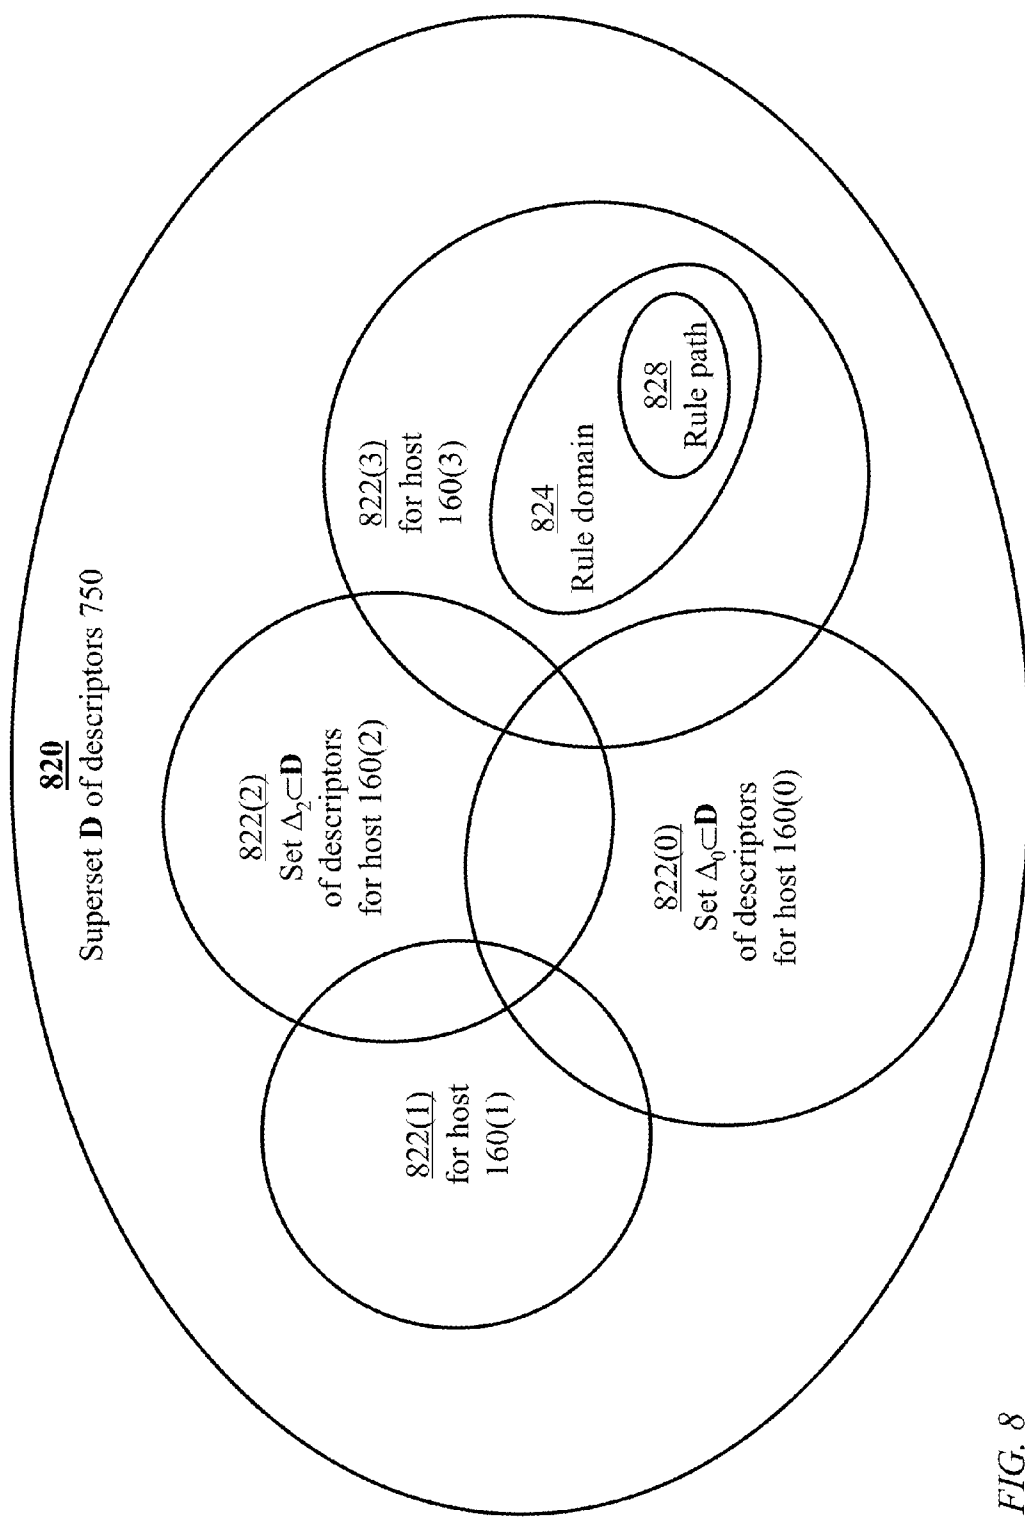 820
Superset D of descriptors 750
822(1)
for host
160(1)
822(2)
Set Δ₂⊂D
of descriptors
for host 160(2)
822(3)
for host
160(3)
824
Rule domain
828
Rule path
822(0)
Set Δ₀⊂D
of descriptors
for host 160(0)
FIG. 8